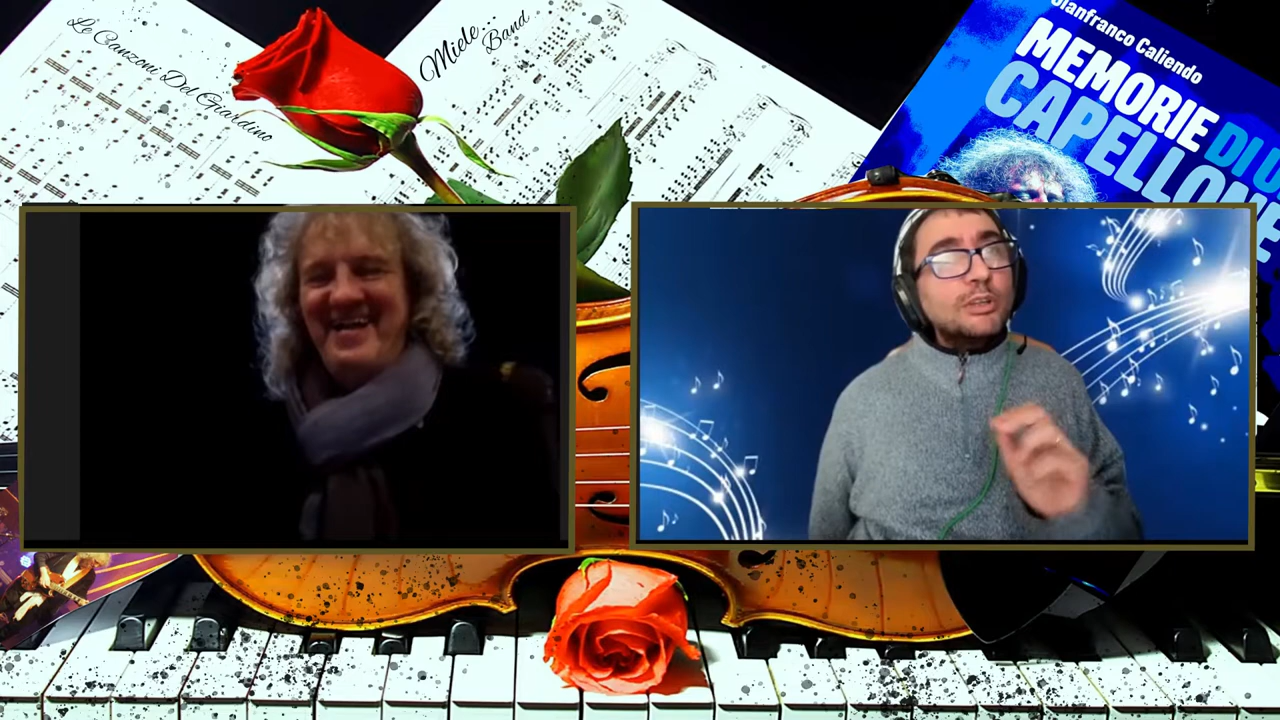 Le Canzoni Del Giardino
Miele...
Band
Gianfranco Caliendo
MEMORIE DI U
CAPELLONE